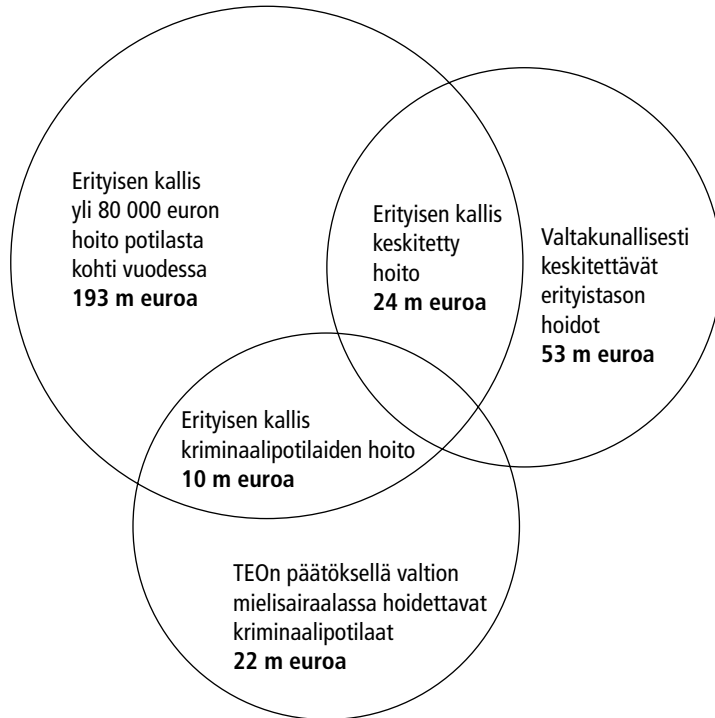 Erityisen kallis
yli 80 000 euron
hoito potilasta
kohti vuodessa
193 m euroa
Erityisen kallis
keskitetty
hoito
24 m euroa
Valtakunallisesti
keskitettävät
erityistason
hoidot
53 m euroa
Erityisen kallis
kriminaalipotilaiden hoito
10 m euroa
TEOn päätöksellä valtion
mielisairaalassa hoidettavat
kriminaalipotilaat
22 m euroa